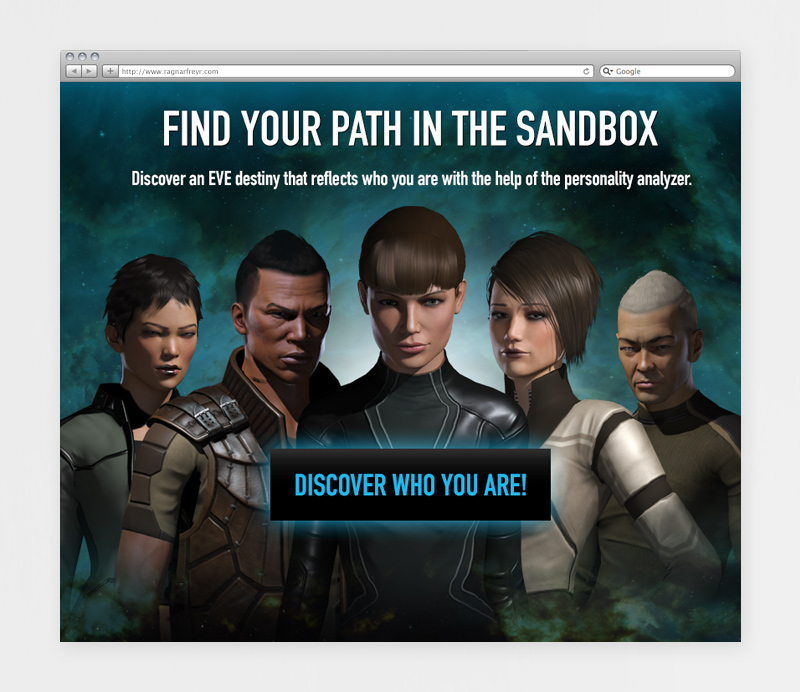 http://www.ragnarfreyr.com
Google
FIND YOUR PATH IN THE SANDBOX
Discover an EVE destiny that reflects who you are with the help of the personality analyzer.
DISCOVER WHO YOU ARE!